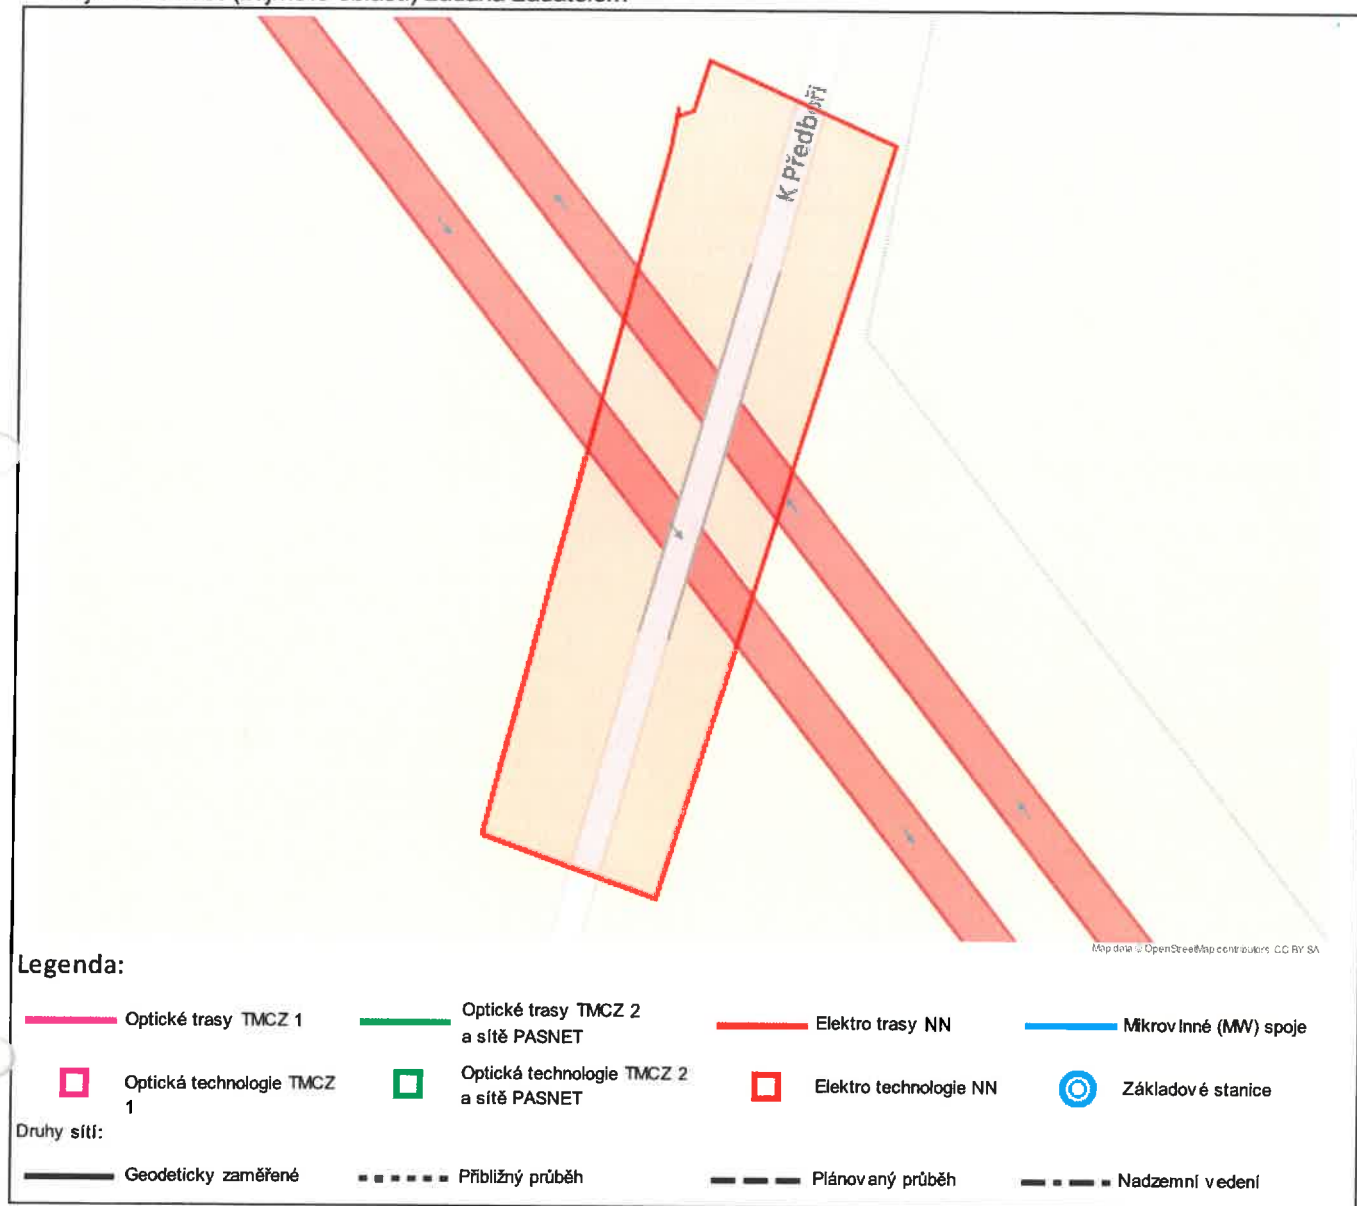 K Předboři
Map data © OpenStreetMap contributors, CC BY SA
Legenda:
Optické trasy TMCZ 1
Optické trasy TMCZ 2
a sítě PASNET
Elektro trasy NN
Mikrovlnné (MW) spoje
Optická technologie TMCZ
1
Optická technologie TMCZ 2
a sítě PASNET
Elektro technologie NN
Základové stanice
Druhy sítí:
Geodeticky zaměřené
Přibližný průběh
Plánovaný průběh
Nadzemní vedení